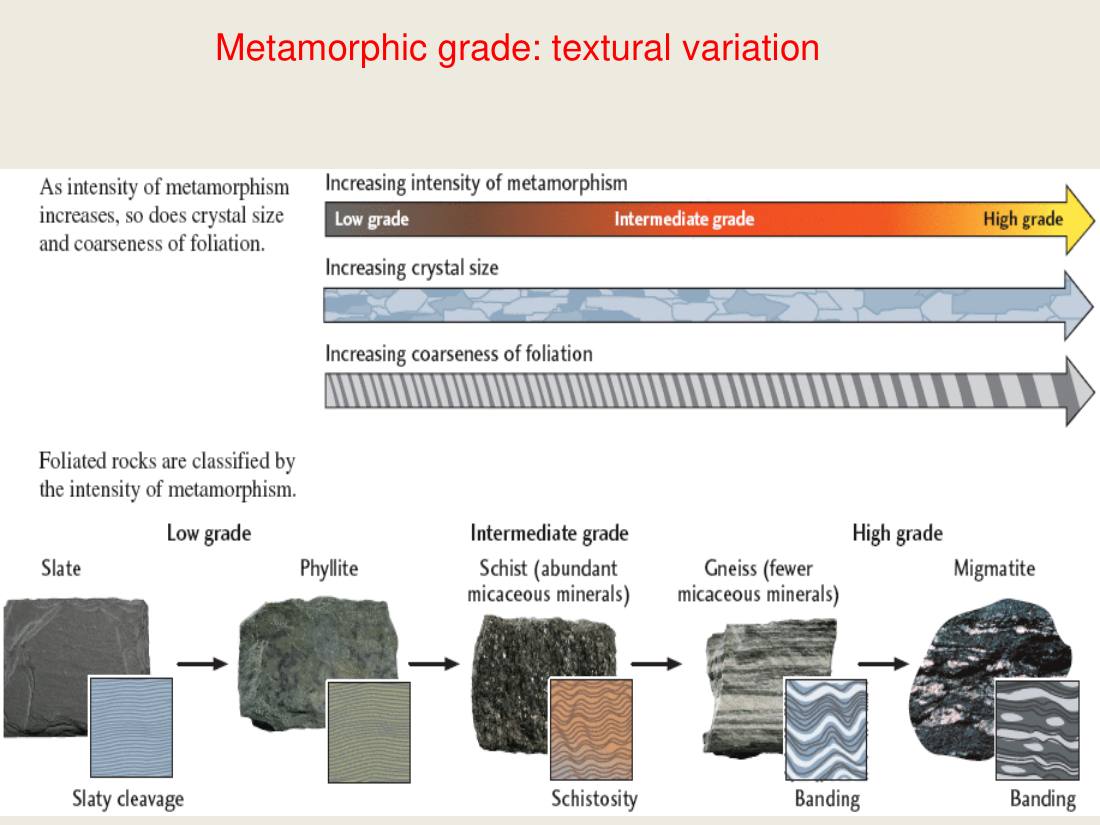 Metamorphic grade: textural variation
As intensity of metamorphism
increases, so does crystal size
and coarseness of foliation.
Increasing intensity of metamorphism
Low grade Intermediate grade High grade
Increasing crystal size
Increasing coarseness of foliation
Foliated rocks are classified by
the intensity of metamorphism.
Low grade Intermediate grade High grade
Slate
Phyllite
Schist (abundant
micaceous minerals)
Gneiss (fewer
micaceous minerals)
Migmatite
Slaty cleavage
Schistosity
Banding
Banding